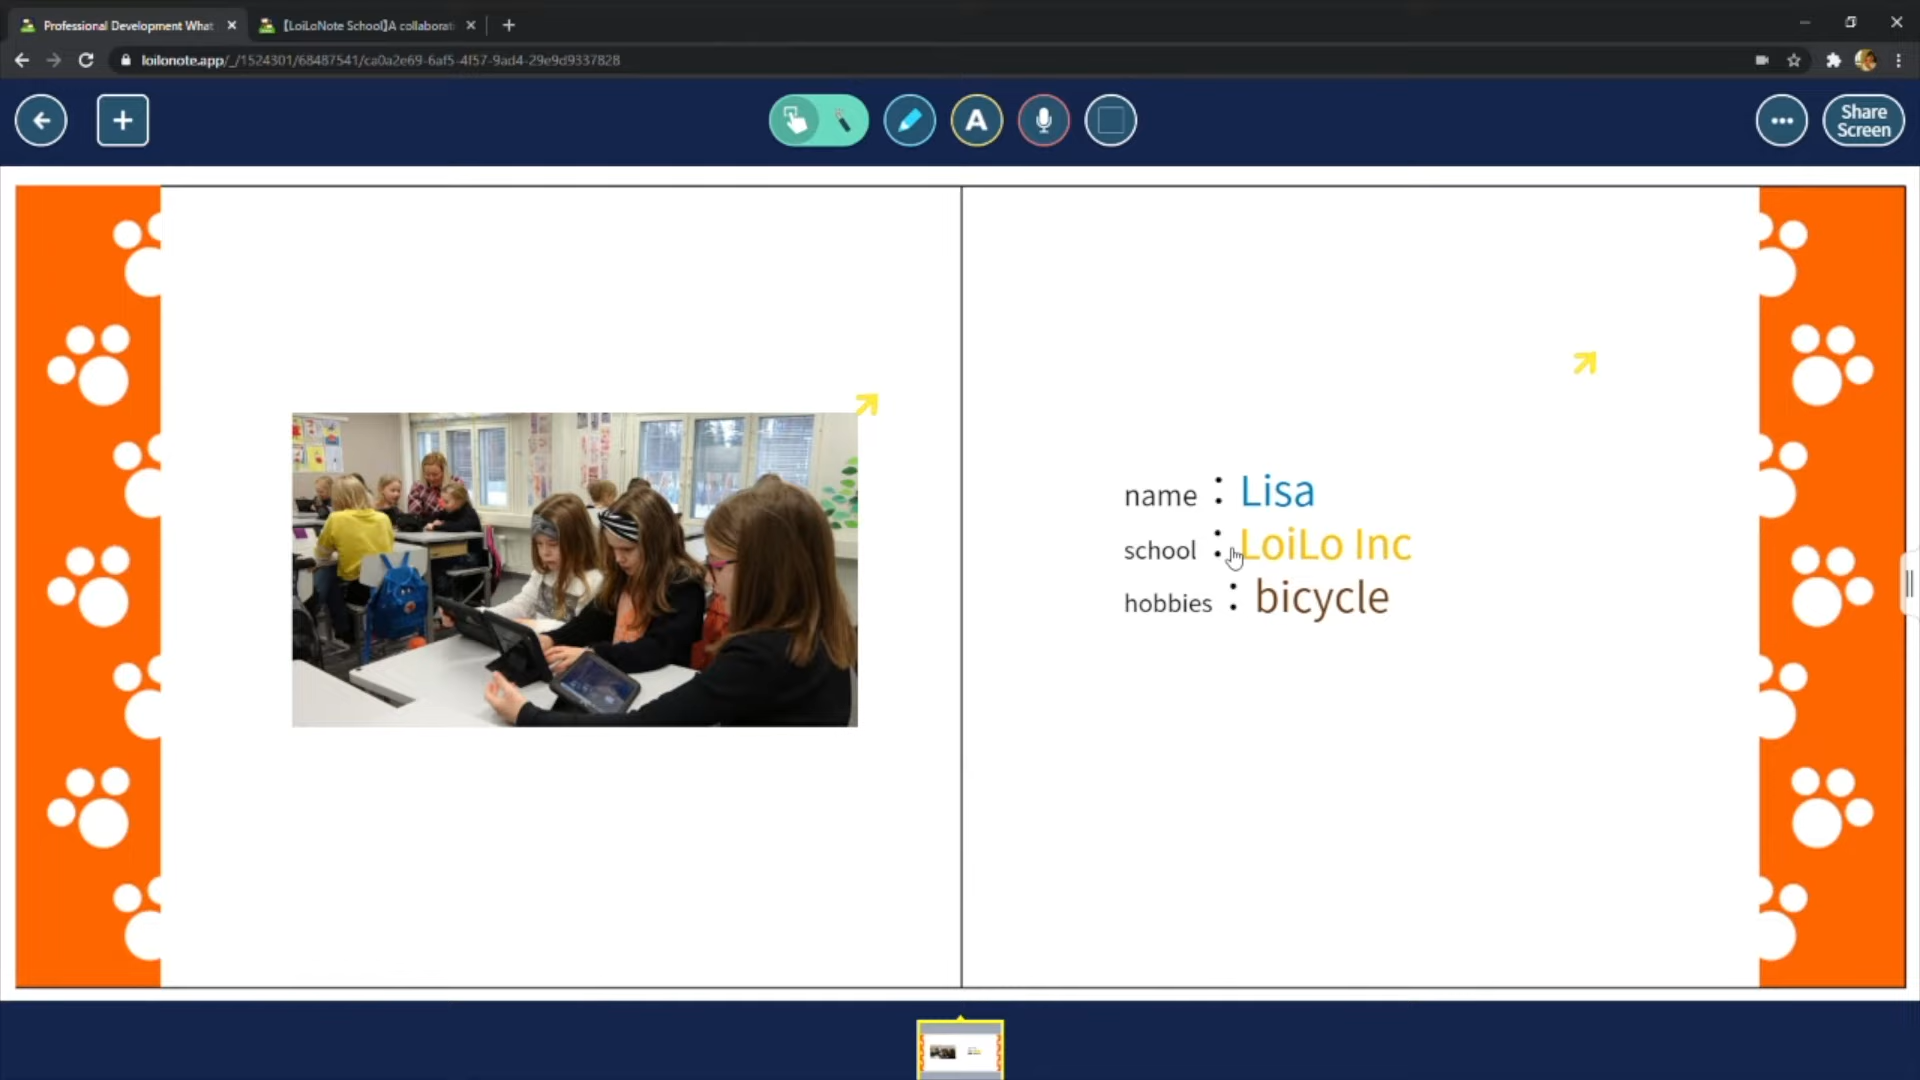 Professional Development What
【LoiLoNote School】A collaborati
loilonote.app/_/1524301/68487541/ca0a2e69-6af5-4f57-9ad4-29e9d9337828
A
Share
Screen
name : Lisa
school : LoiLo Inc
hobbies : bicycle